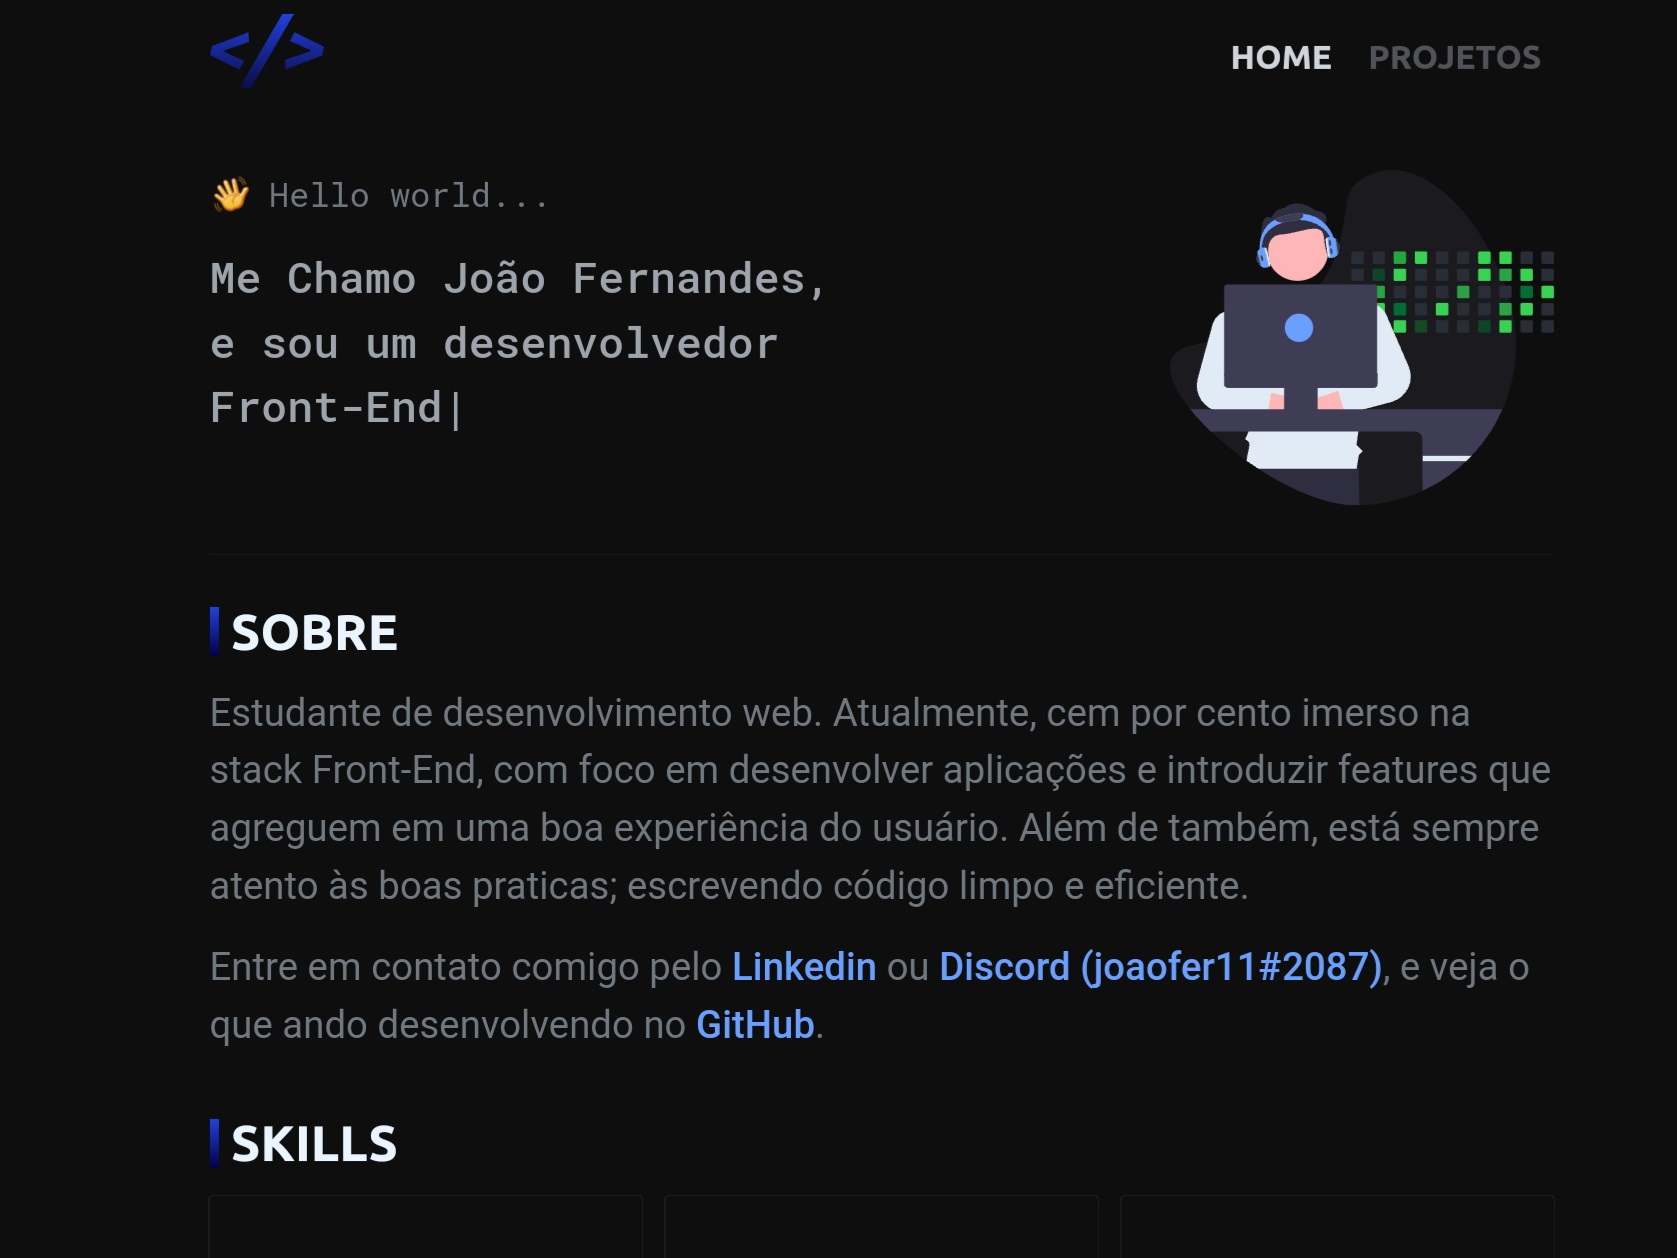 </>
HOME PROJETOS
👋 Hello world...
Me Chamo João Fernandes,
e sou um desenvolvedor
Front-End|
SOBRE
Estudante de desenvolvimento web. Atualmente, cem por cento imerso na
stack Front-End, com foco em desenvolver aplicações e introduzir features que
agreguem em uma boa experiência do usuário. Além de também, está sempre
atento às boas praticas; escrevendo código limpo e eficiente.
Entre em contato comigo pelo Linkedin ou Discord (joaofer11#2087), e veja o
que ando desenvolvendo no GitHub.
SKILLS